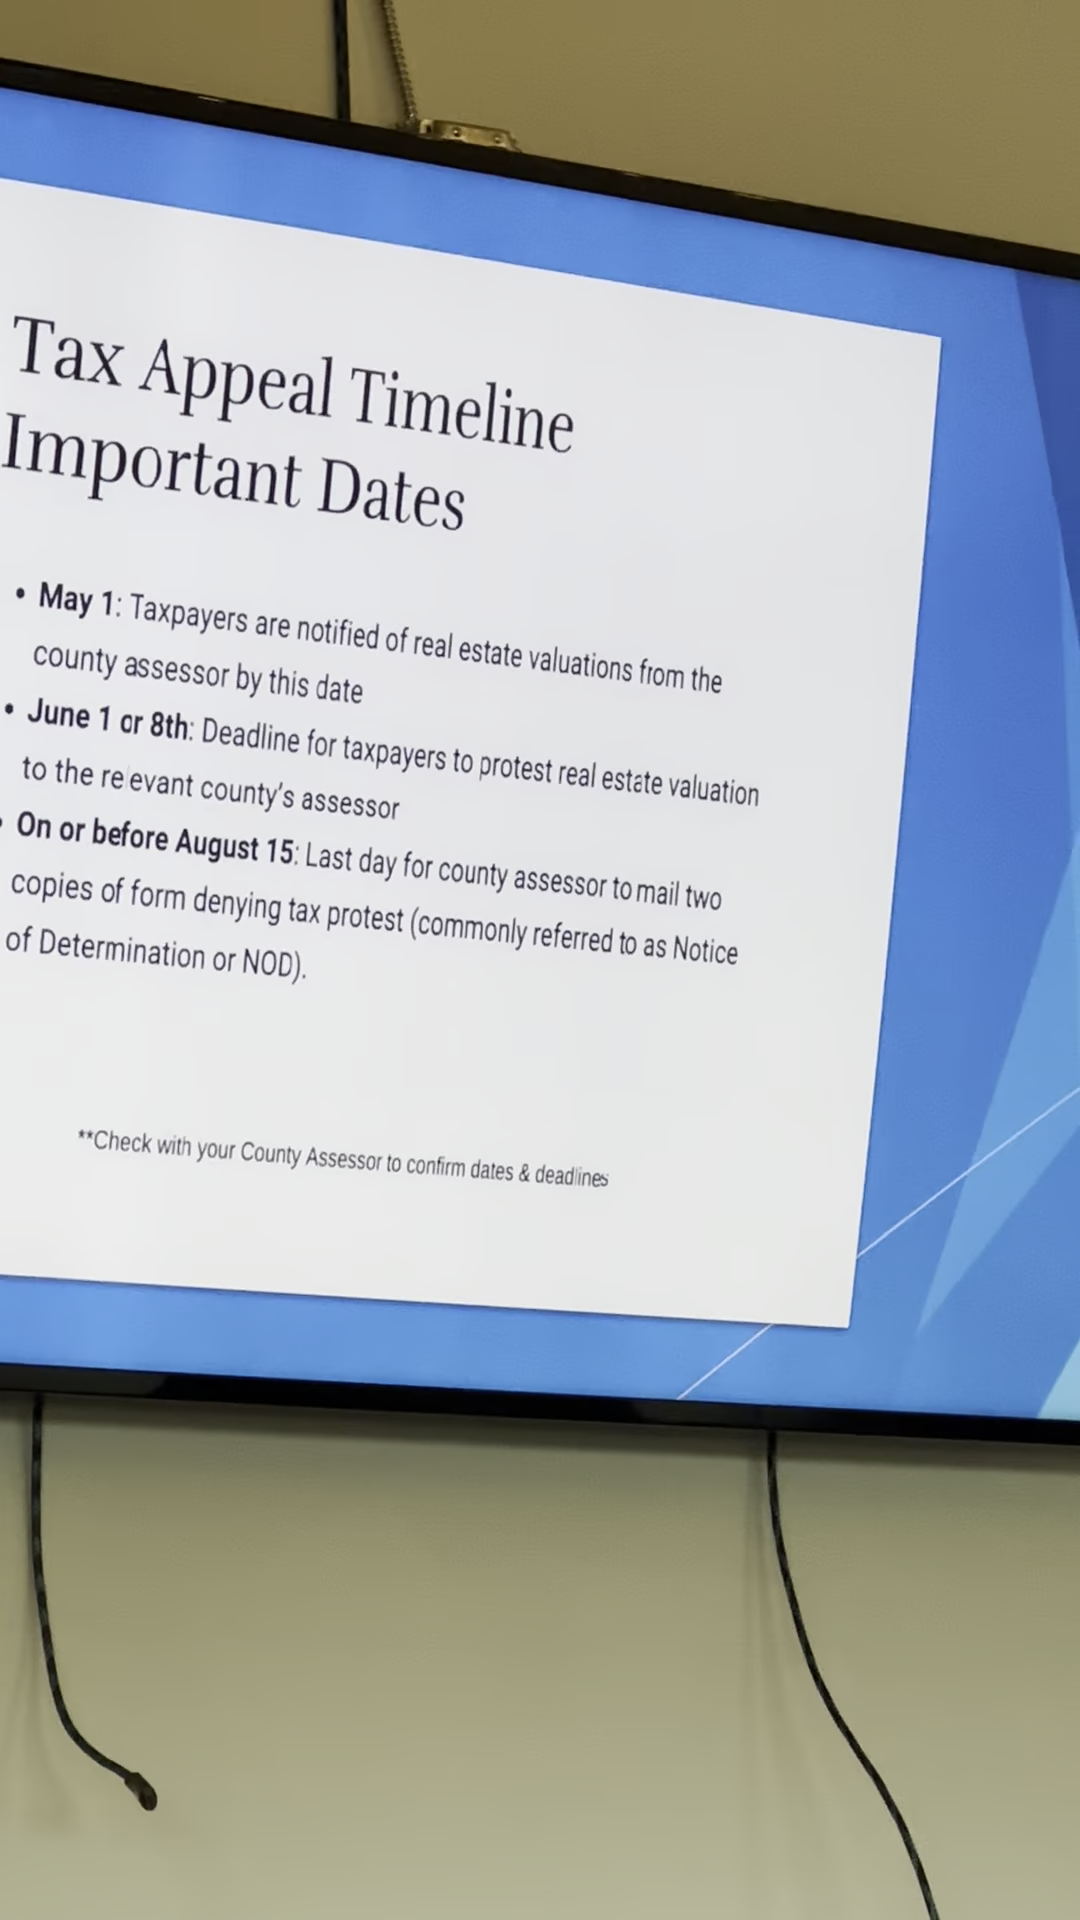 Tax Appeal Timeline
Important Dates
• May 1: Taxpayers are notified of real estate valuations from the
county assessor by this date
• June 1 or 8th: Deadline for taxpayers to protest real estate valuation
to the relevant county's assessor
• On or before August 15: Last day for county assessor to mail two
copies of form denying tax protest (commonly referred to as Notice
of Determination or NOD).
**Check with your County Assessor to confirm dates & deadlines